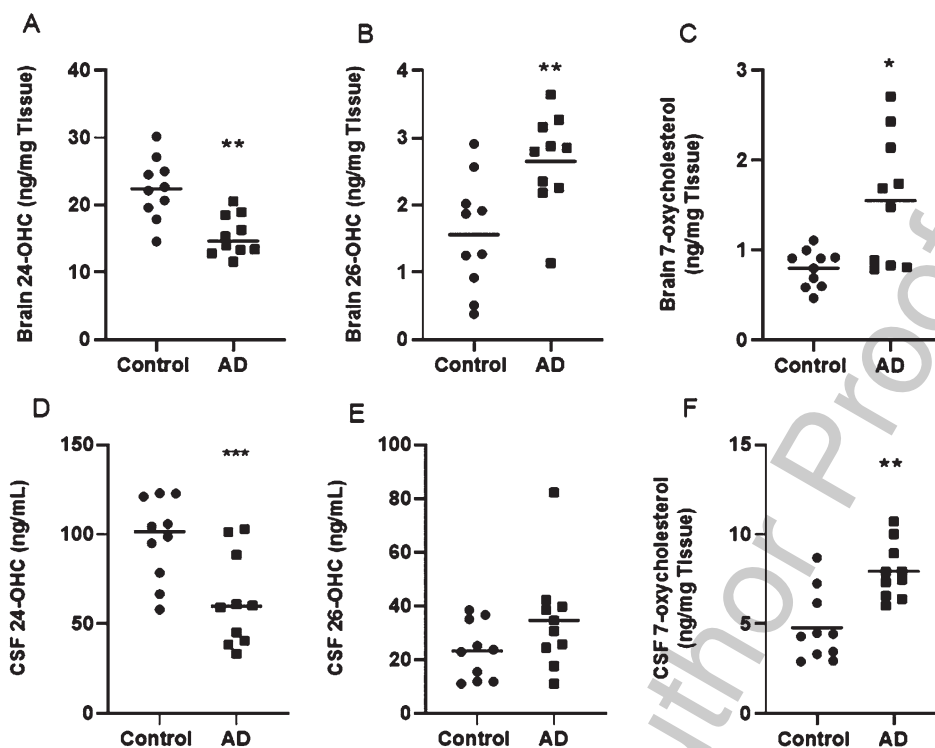 A
Brain 24-OHC (ng/mg Tissue)
40
30
20
10
0
**
Control
AD
B
Brain 26-OHC (ng/mg Tissue)
4
3
2
1
0
**
Control
AD
C
Brain 7-oxycholesterol
(ng/mg Tissue)
3
2
1
0
*
Control
AD
D
CSF 24-OHC (ng/mL)
150
100
50
0
***
Control
AD
E
CSF 26-OHC (ng/mL)
100
80
60
40
20
0
Control
AD
F
CSF 7-oxycholesterol
(ng/mg Tissue)
15
10
5
0
**
Control
AD
uthor Proof